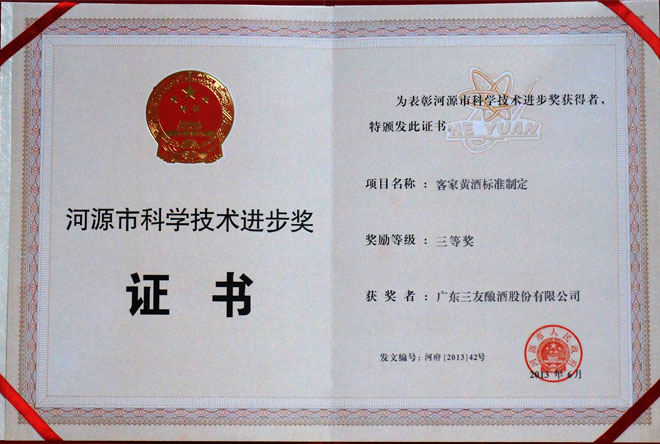 河源市科学技术进步奖
证书
为表彰河源市科学技术进步奖获得者，
特颁发此证书。
HE YUAN
项目名称：客家黄酒标准制定
奖励等级：三等奖
获奖者：广东三友酿酒股份有限公司
发文编号：河府[2013]42号
河源市人民政府
2013年6月